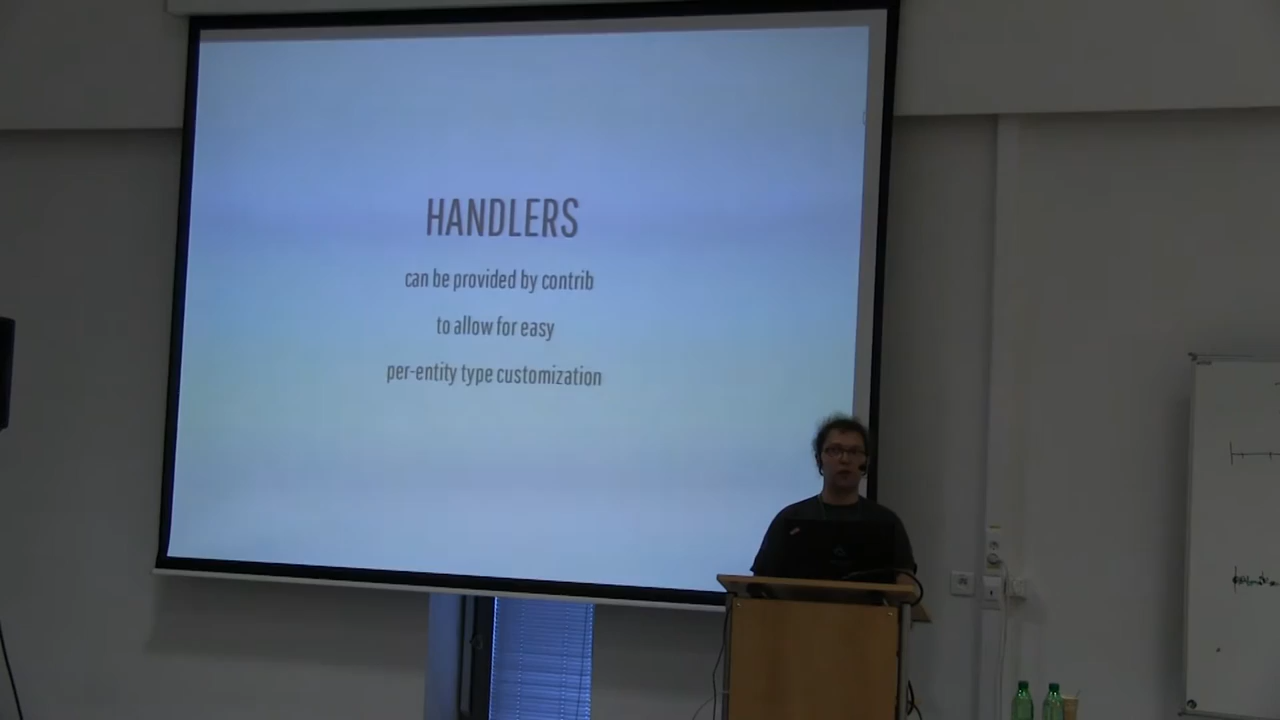 HANDLERS
can be provided by contrib
to allow for easy
per-entity type customization